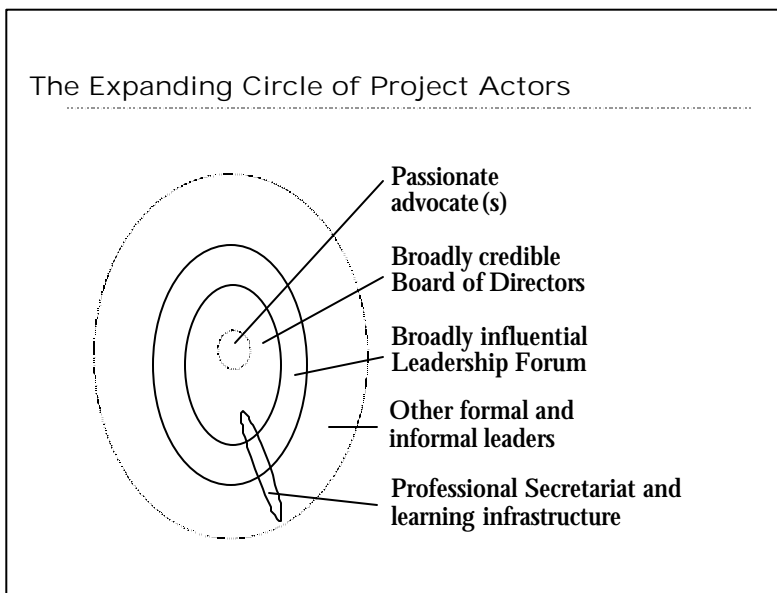 The Expanding Circle of Project Actors
Passionate
advocate(s)
Broadly credible
Board of Directors
Broadly influential
Leadership Forum
Other formal and
informal leaders
Professional Secretariat and
learning infrastructure